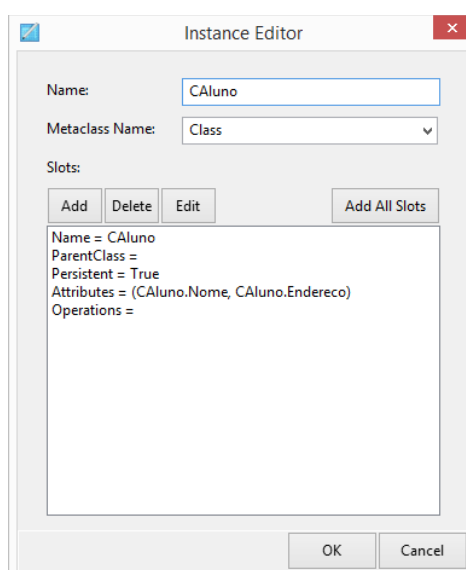 Instance Editor
Name: CAluno
Metaclass Name: Class
Slots:
Add Delete Edit Add All Slots
Name = CAluno
ParentClass =
Persistent = True
Attributes = (CAluno.Nome, CAluno.Endereco)
Operations =
OK Cancel